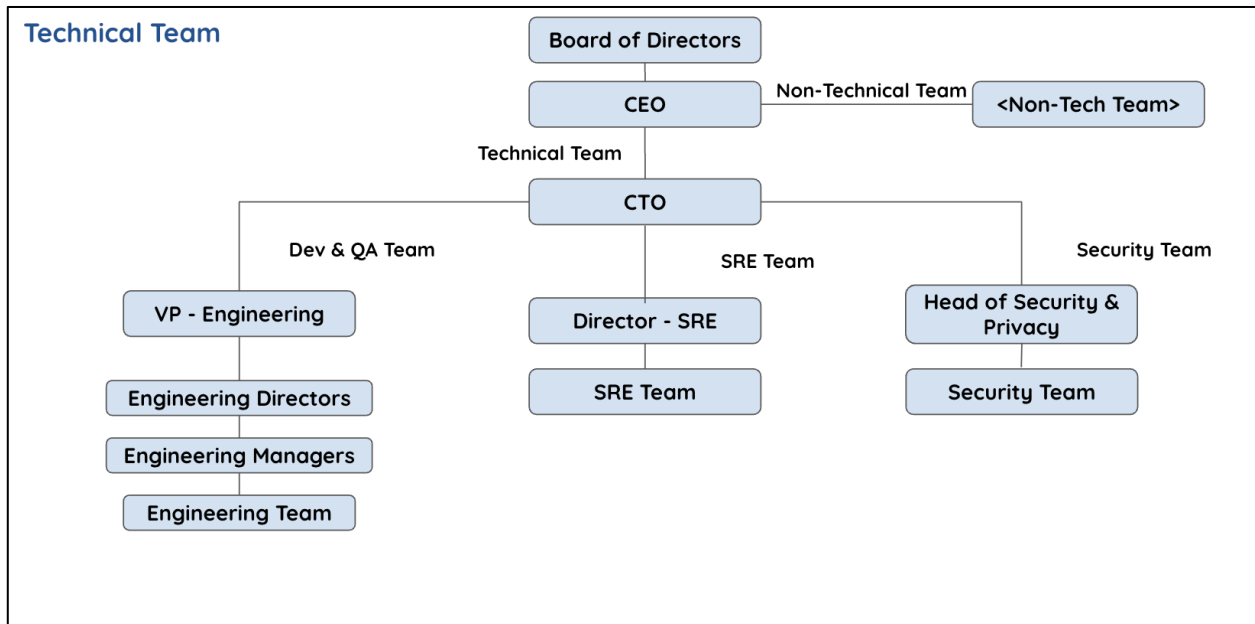 Technical Team
Board of Directors
CEO
Non-Technical Team
<Non-Tech Team>
Technical Team
CTO
Dev & QA Team
SRE Team
Security Team
VP - Engineering
Director - SRE
Head of Security &
Privacy
Engineering Directors
SRE Team
Security Team
Engineering Managers
Engineering Team